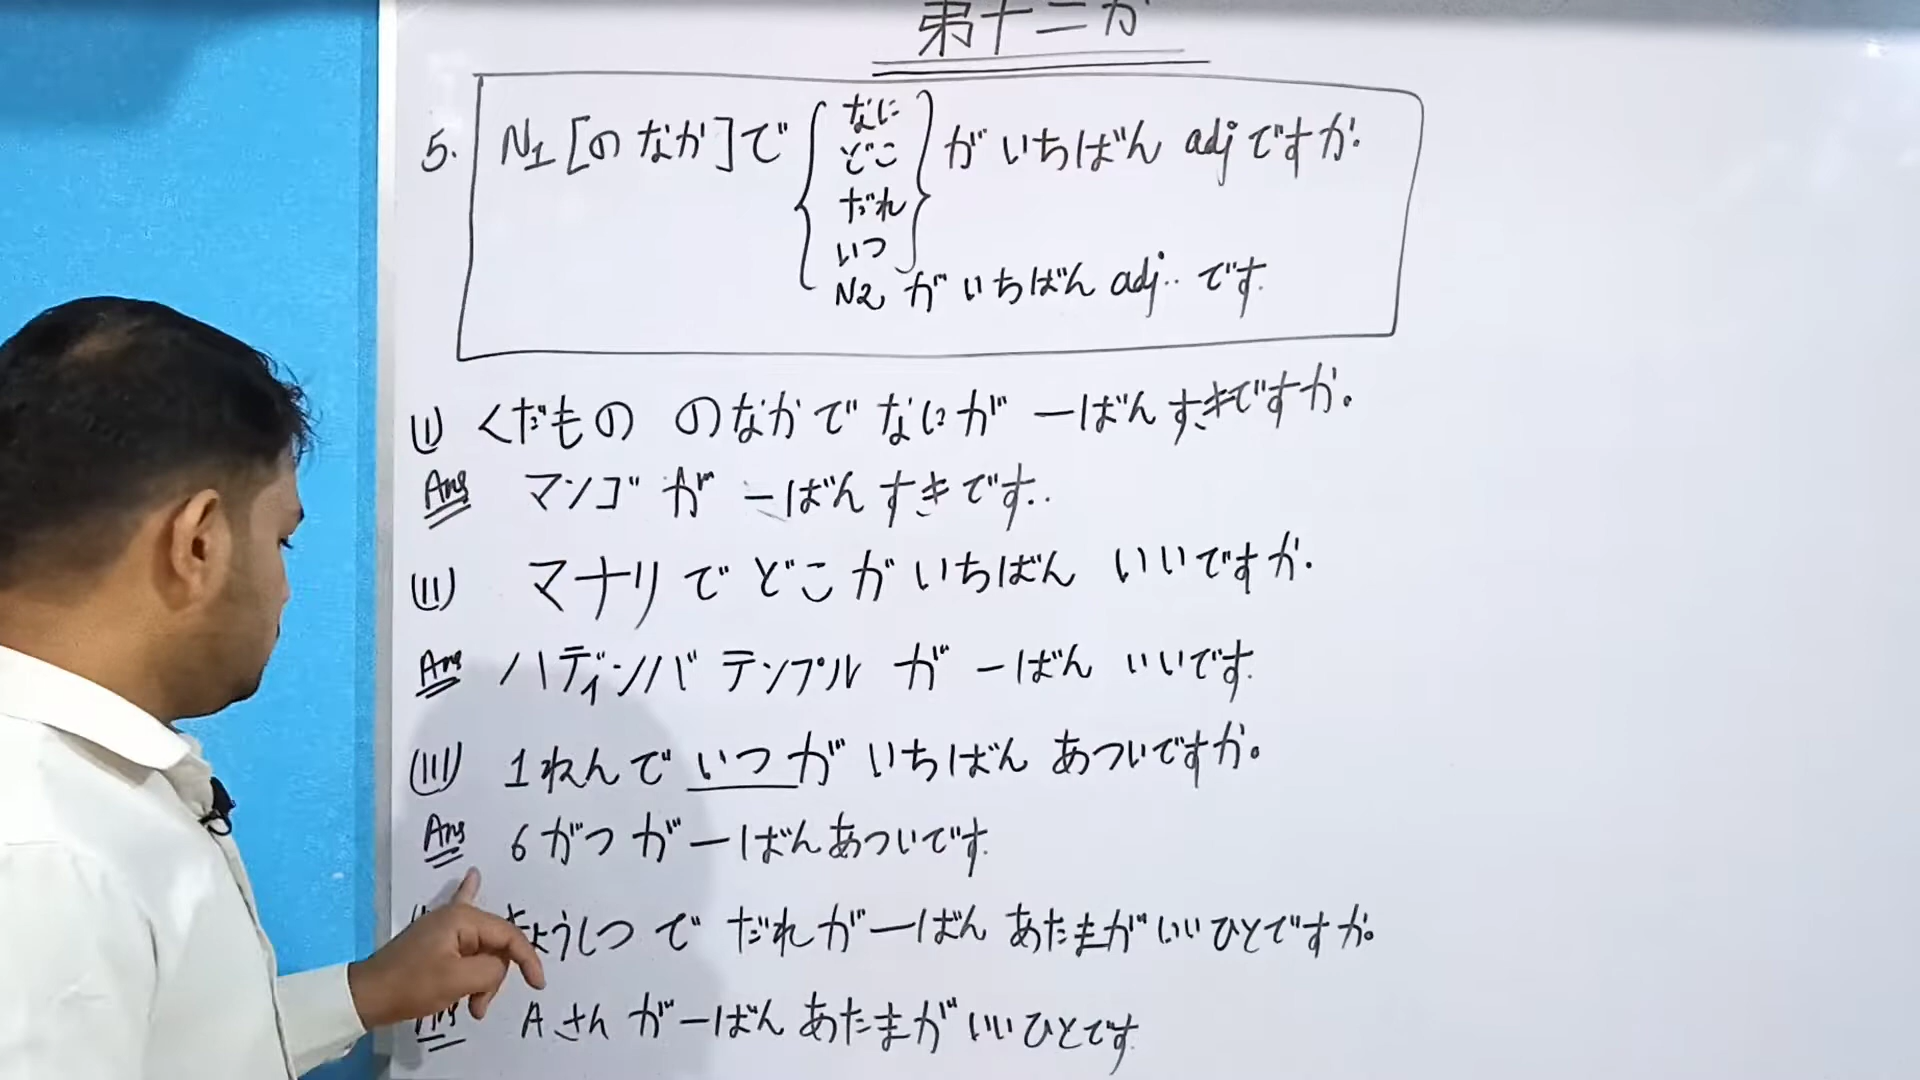 第十二か
5. N1[のなか]で { なに
どこ
だれ
いつ } が いちばん adj ですか.
N2 が いちばん adj.. です.
(I) くだもの のなかで なにが 一ばん すきですか。
Ans マンゴ が 一ばん すきです..
(II) マナリ で どこ が いちばん いいですか.
Ans ハディンバ テンプル が 一ばん いいです.
(III) 1ねんで いつが いちばん あついですか。
Ans 6がつ が 一ばん あついです.
きょうしつ で だれが 一ばん あたまが いい ひとですか。
Ans Aさん が 一ばん あたまが いい ひとです.